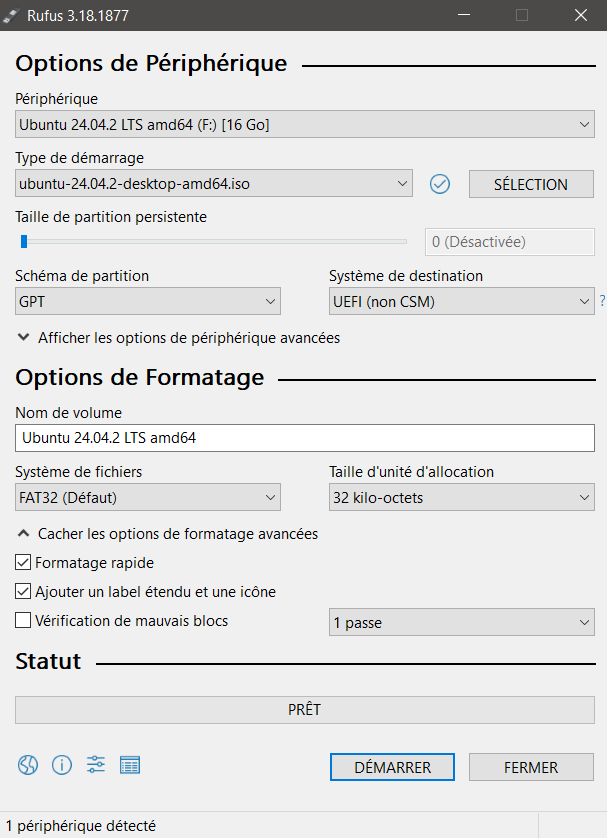 Rufus 3.18.1877
Options de Périphérique
Périphérique
Ubuntu 24.04.2 LTS amd64 (F:) [16 Go]
Type de démarrage
ubuntu-24.04.2-desktop-amd64.iso
SÉLECTION
Taille de partition persistente
0 (Désactivée)
Schéma de partition
Système de destination
GPT
UEFI (non CSM)
?
Afficher les options de périphérique avancées
Options de Formatage
Nom de volume
Ubuntu 24.04.2 LTS amd64
Système de fichiers
Taille d'unité d'allocation
FAT32 (Défaut)
32 kilo-octets
Cacher les options de formatage avancées
Formatage rapide
Ajouter un label étendu et une icône
Vérification de mauvais blocs
1 passe
Statut
PRÊT
DÉMARRER
FERMER
1 périphérique détecté